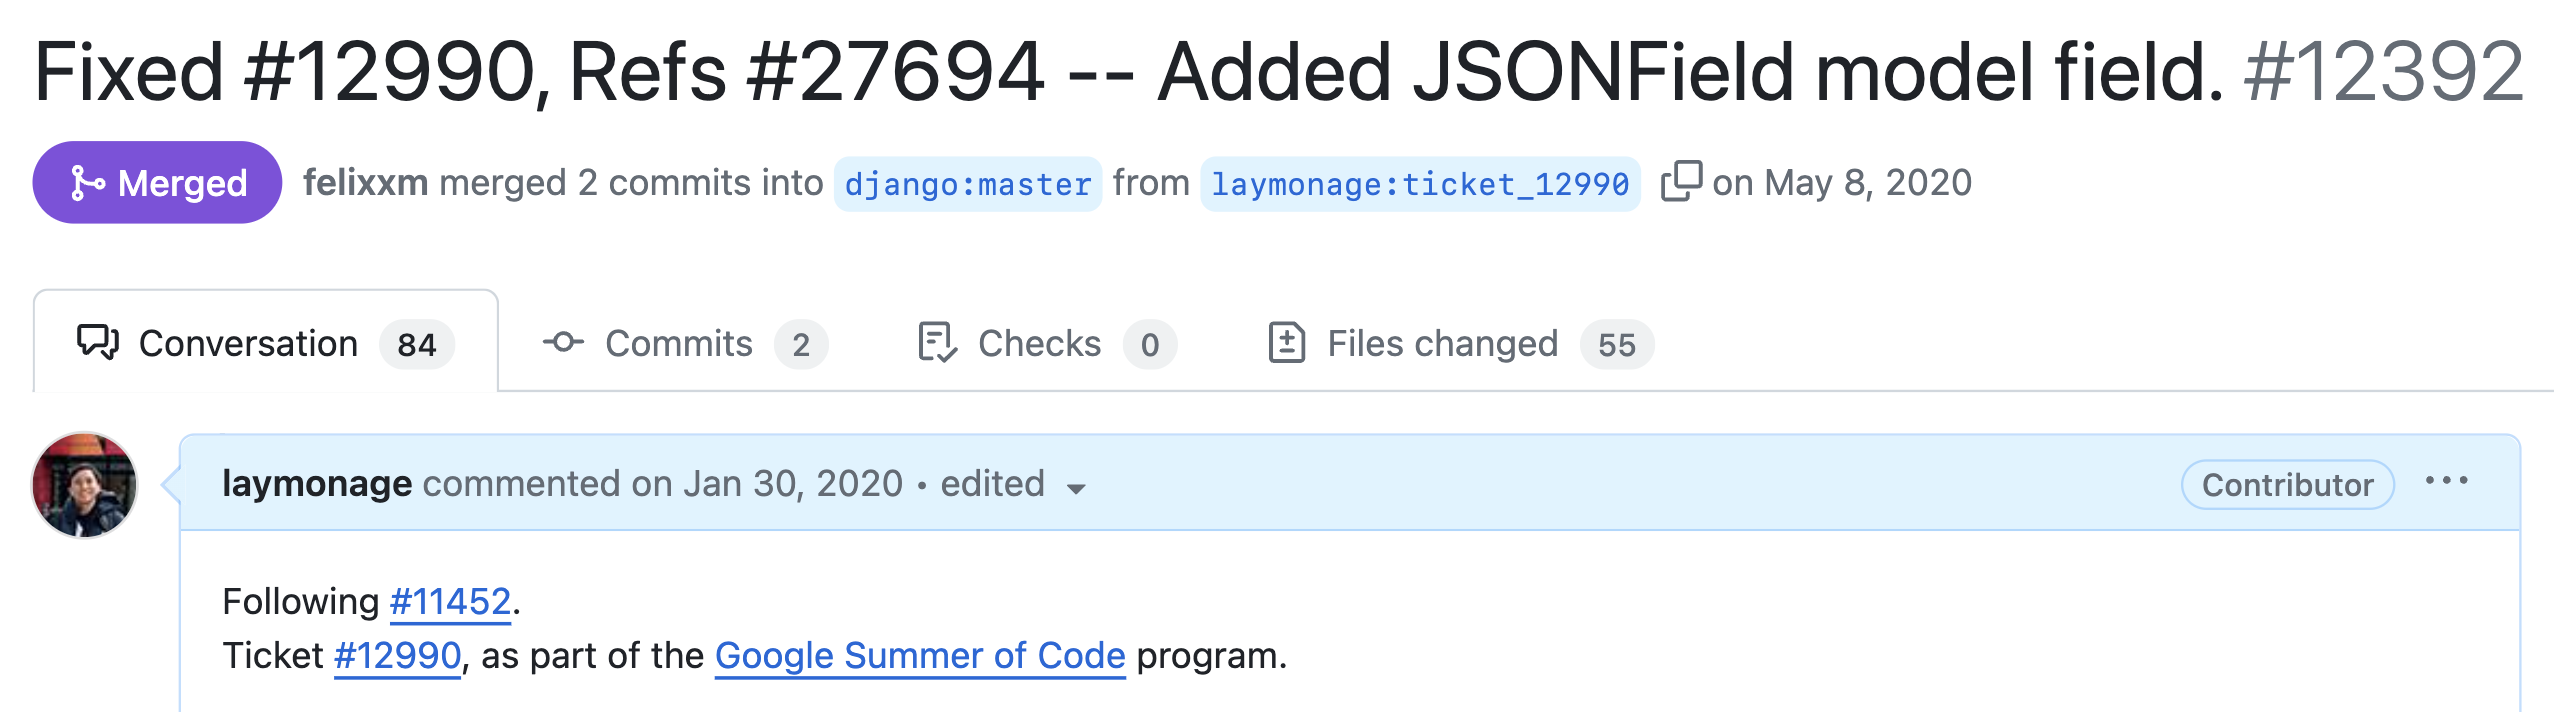 Fixed #12990, Refs #27694 -- Added JSONField model field. #12392
Merged felixxm merged 2 commits into django:master from laymonage:ticket_12990 on May 8, 2020
Conversation 84 Commits 2 Checks 0 Files changed 55
laymonage commented on Jan 30, 2020 • edited Contributor
Following #11452.
Ticket #12990, as part of the Google Summer of Code program.